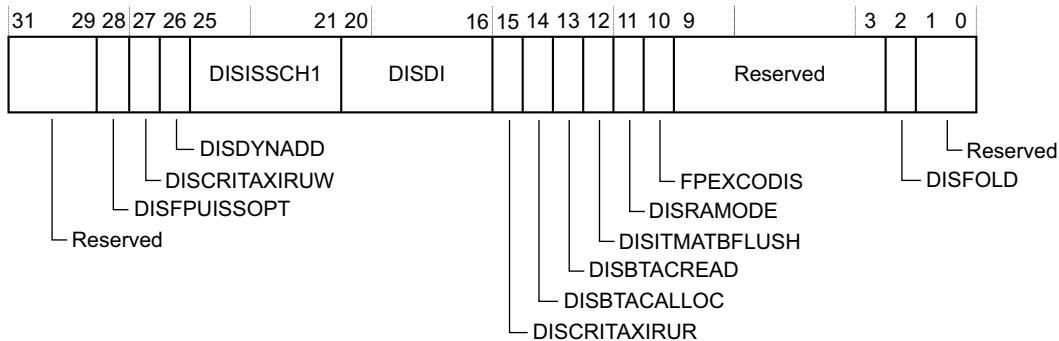 31 29 28 27 26 25 21 20 16 15 14 13 12 11 10 9 3 2 1 0
DISISSCH1 DISDI Reserved
DISDYNADD Reserved
DISCRITAXIRUW FPEXCODIS DISFOLD
DISFPUISSOPT DISRAMODE
Reserved DISITMATBFLUSH
DISBTACREAD
DISBTACALLOC
DISCRITAXIRUR